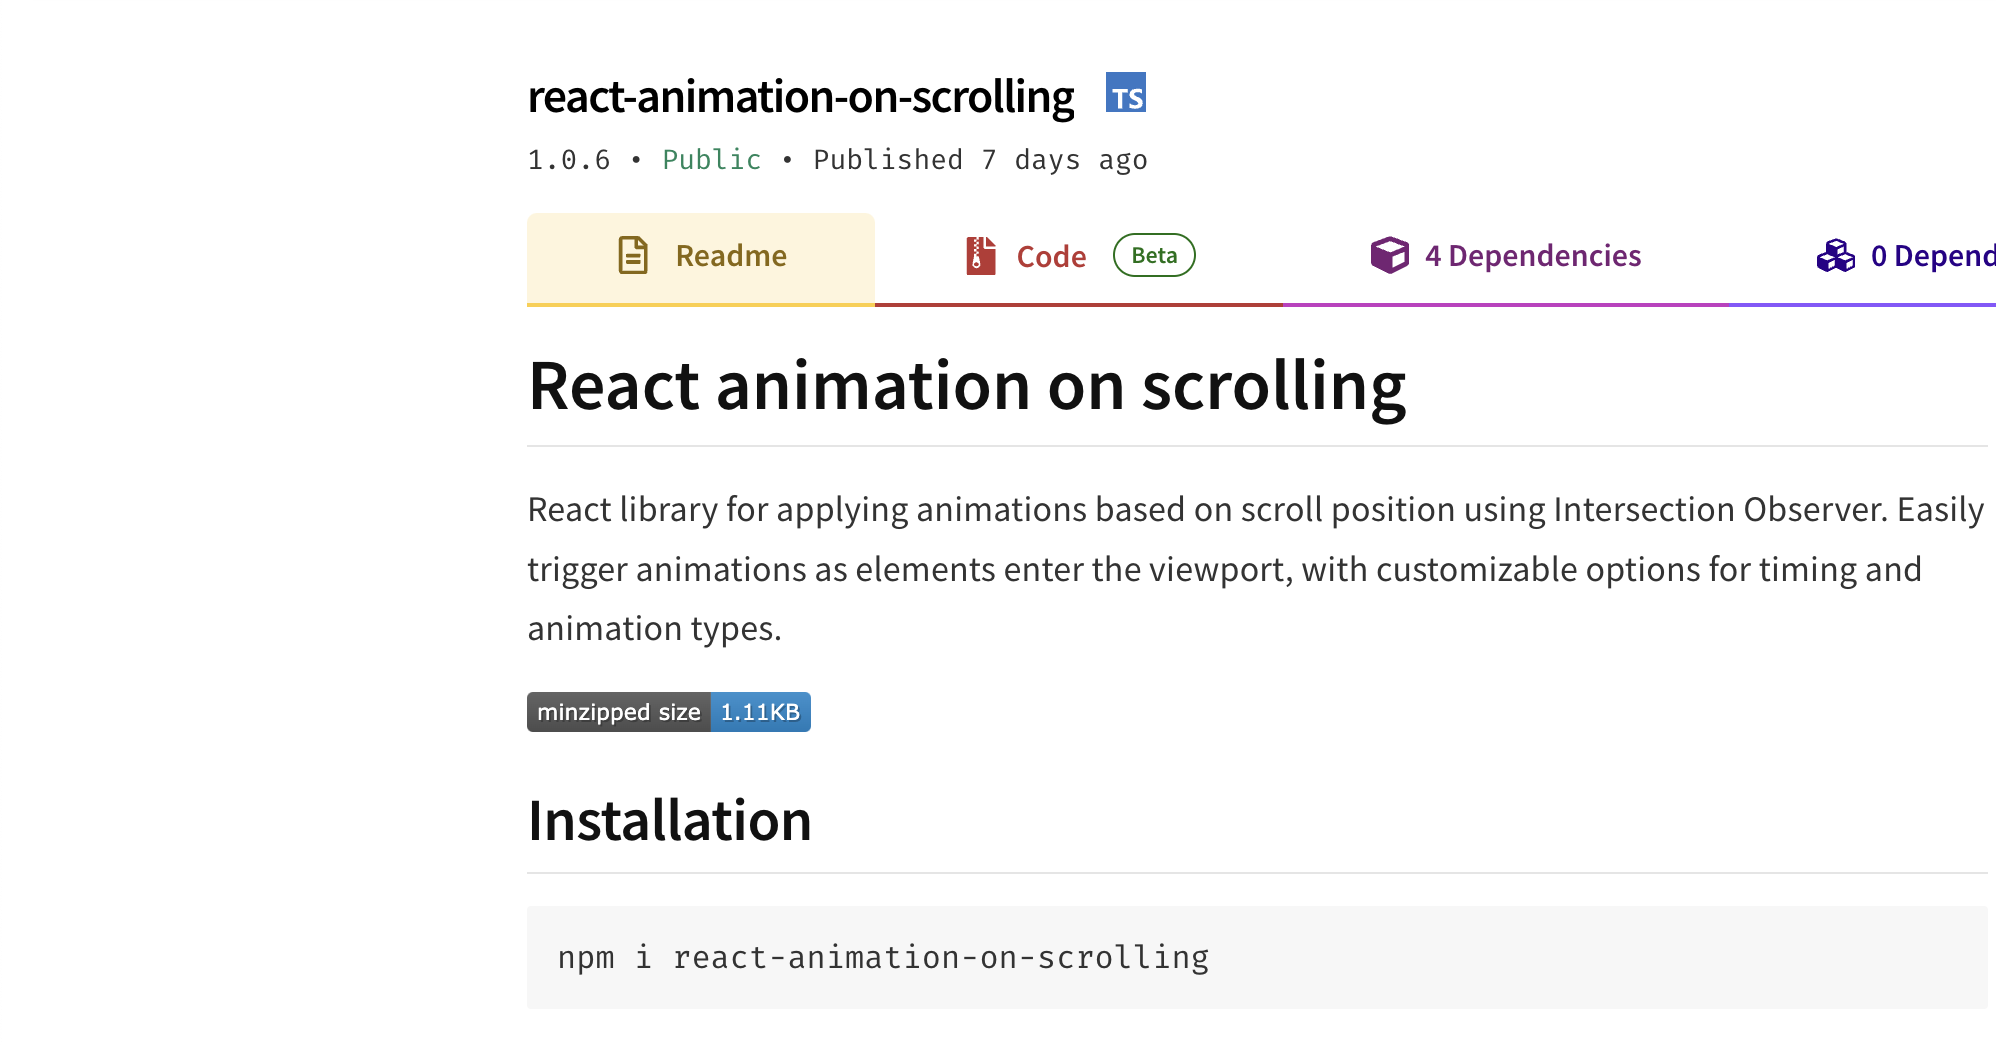 react-animation-on-scrolling TS
1.0.6 • Public • Published 7 days ago
Readme Code Beta 4 Dependencies 0 Depend
React animation on scrolling
React library for applying animations based on scroll position using Intersection Observer. Easily
trigger animations as elements enter the viewport, with customizable options for timing and
animation types.
minzipped size 1.11KB
Installation
npm i react-animation-on-scrolling